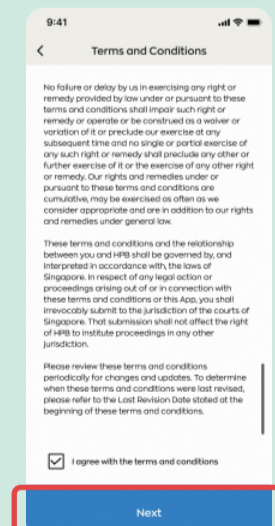 9:41
Terms and Conditions
No failure or delay by us in exercising any right or
remedy provided by law under or pursuant to these
terms and conditions shall impair such right or
remedy or operate or be construed as a waiver or
variation of it or preclude our exercise at any
subsequent time and no single or partial exercise of
any such right or remedy shall preclude any other or
further exercise of it or the exercise of any other right
or remedy. Our rights and remedies under or
pursuant to these terms and conditions are
cumulative, may be exercised as often as we
consider appropriate and are in addition to our rights
and remedies under general law.
These terms and conditions and the relationship
between you and HPB shall be governed by, and
interpreted in accordance with, the laws of
Singapore. In respect of any legal action or
proceedings arising out of or in connection with
these terms and conditions or this App, you shall
irrevocably submit to the jurisdiction of the courts of
Singapore. That submission shall not affect the right
of HPB to institute proceedings in any other
jurisdiction.
Please review these terms and conditions
periodically for changes and updates. To determine
when these terms and conditions were last revised,
please refer to the Last Revision Date stated at the
beginning of these terms and conditions.
I agree with the terms and conditions
Next